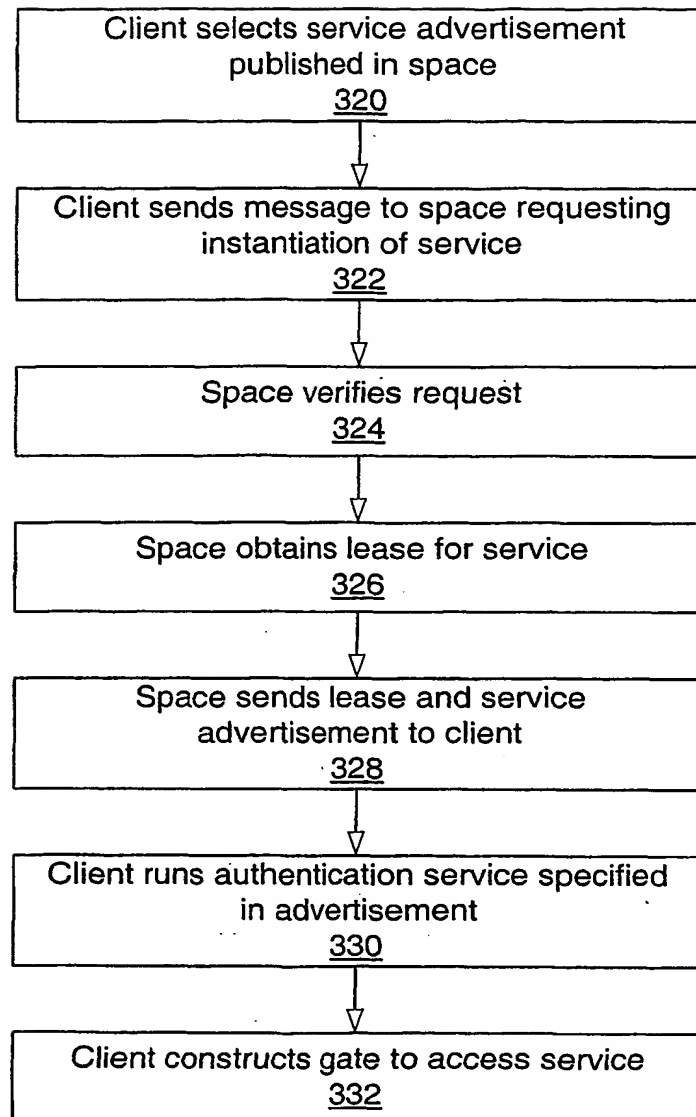 Client selects service advertisement
published in space
320
Client sends message to space requesting
instantiation of service
322
Space verifies request
324
Space obtains lease for service
326
Space sends lease and service
advertisement to client
328
Client runs authentication service specified
in advertisement
330
Client constructs gate to access service
332